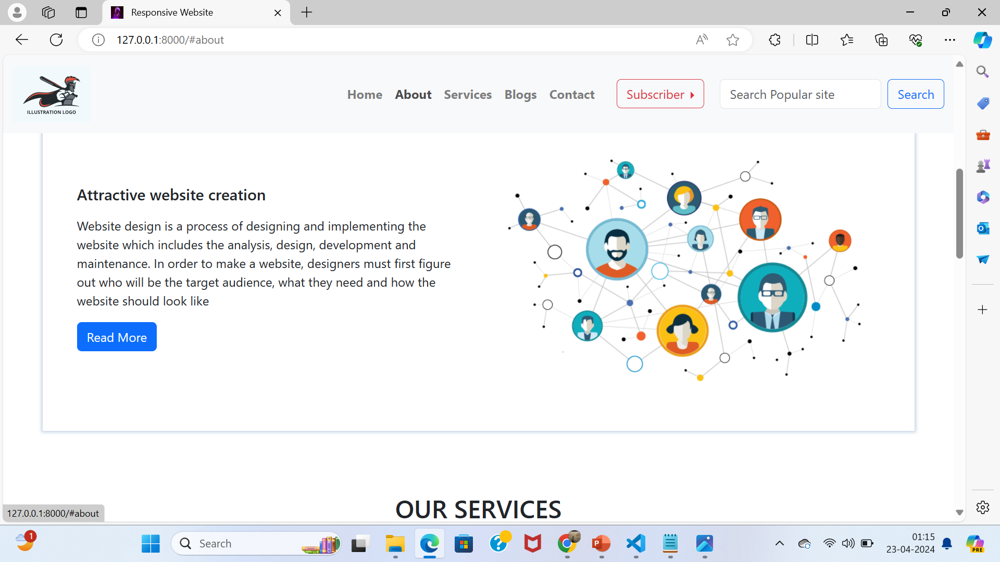 Responsive Website
127.0.0.1:8000/#about
ILLUSTRATION LOGO
Home About Services Blogs Contact Subscriber Search Popular site Search
Attractive website creation
Website design is a process of designing and implementing the
website which includes the analysis, design, development and
maintenance. In order to make a website, designers must first figure
out who will be the target audience, what they need and how the
website should look like
Read More
OUR SERVICES
127.0.0.1:8000/#about
1
Search
01:15
23-04-2024
PRE